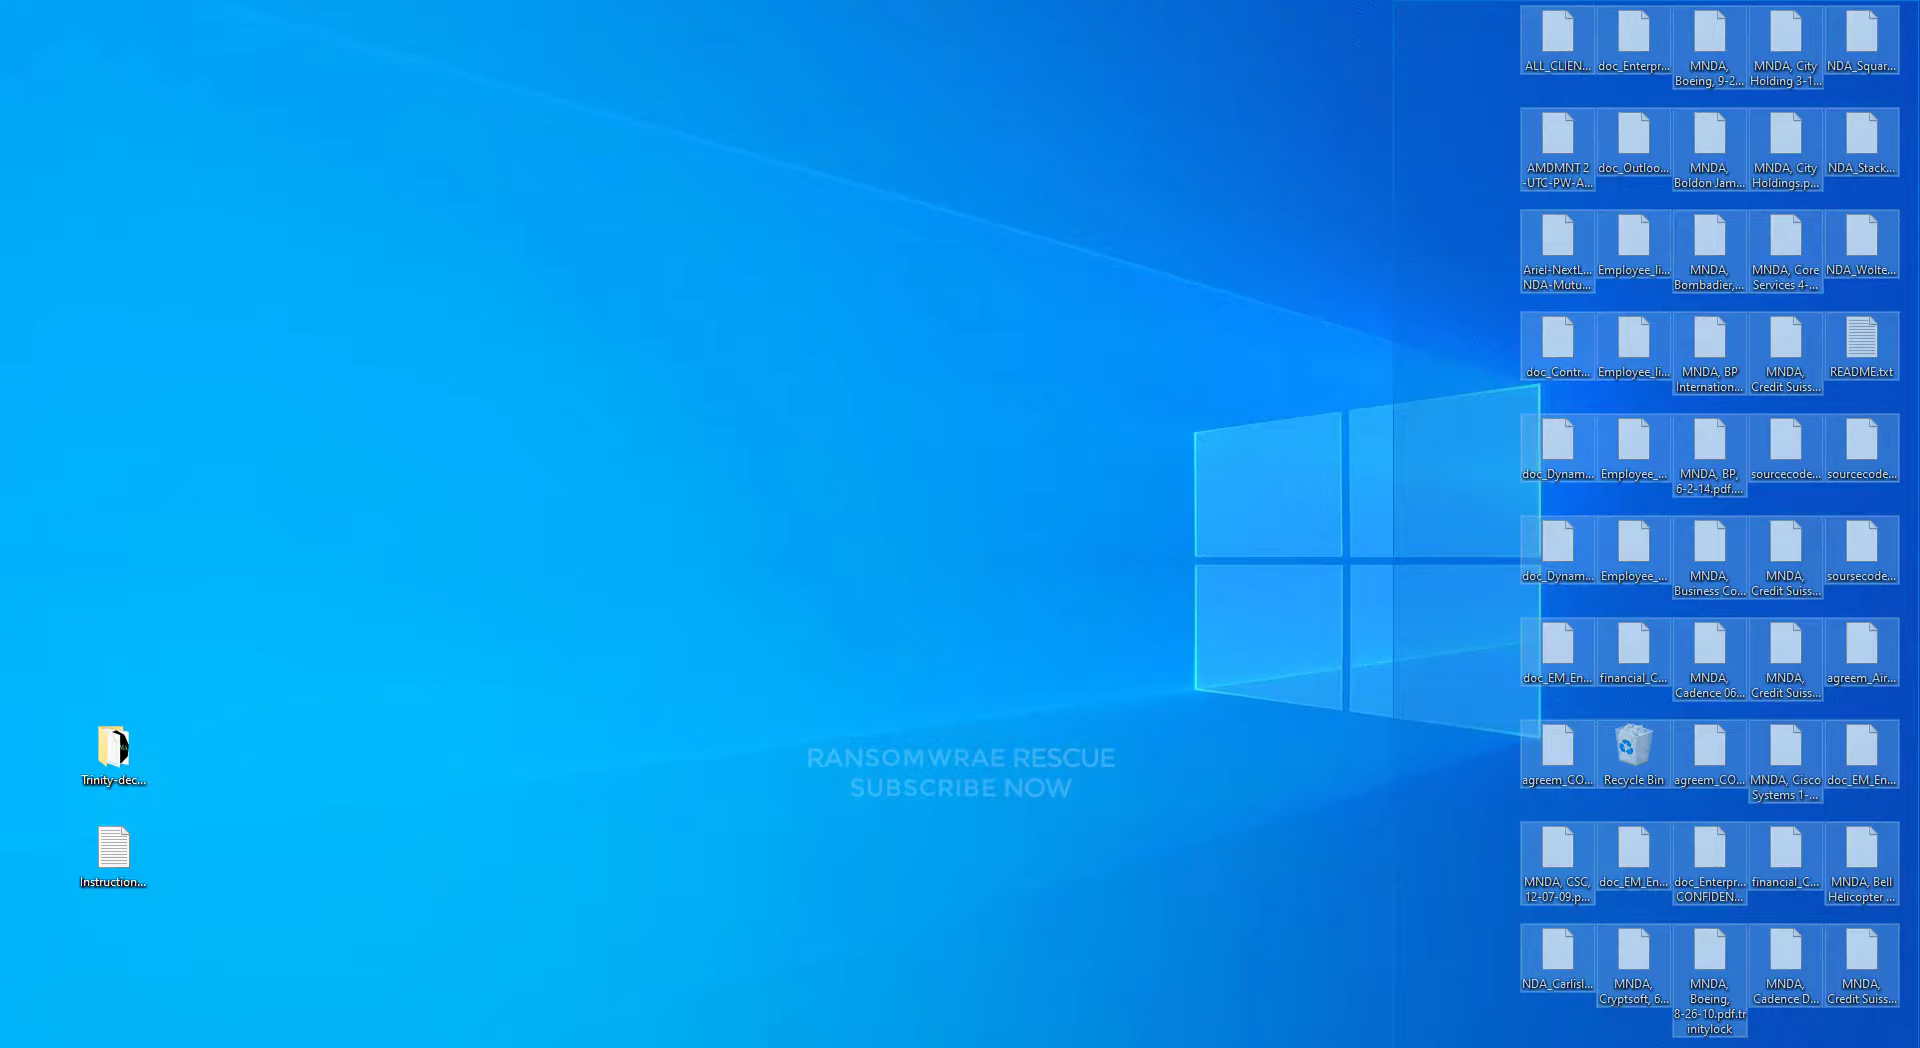 ALL_CLIEN...
doc_Enterpr...
MNDA,
Boeing, 9-2...
MNDA, City
Holding 3-1...
NDA_Squar...
AMDMNT 2
-UTC-PW-A...
doc_Outloo...
MNDA,
Boldon Jam...
MNDA, City
Holdings.p...
NDA_Stack...
Ariel-NextL...
NDA-Mutu...
Employee_li...
MNDA,
Bombadier,...
MNDA, Core
Services 4-...
NDA_Wolte...
doc_Contr...
Employee_li...
MNDA, BP
Internation...
MNDA,
Credit Suiss...
README.txt
doc_Dynam...
Employee_...
MNDA, BP,
6-2-14.pdf....
sourcecode...
sourcecode...
doc_Dynam...
Employee_...
MNDA,
Business Co...
MNDA,
Credit Suiss...
soursecode...
doc_EM_En...
financial_C...
MNDA,
Cadence 06...
MNDA,
Credit Suiss...
agreem_Air...
Trinity-dec...
RANSOMWRAE RESCUE
SUBSCRIBE NOW
agreem_CO...
Recycle Bin
agreem_CO...
MNDA, Cisco
Systems 1-...
doc_EM_En...
Instruction...
MNDA, CSC,
12-07-09.p...
doc_EM_En...
doc_Enterpr...
CONFIDEN...
financial_C...
MNDA, Bell
Helicopter ...
NDA_Carlisl...
MNDA,
Cryptsoft, 6...
MNDA,
Boeing,
8-26-10.pdf.tr
initylock
MNDA,
Cadence D...
MNDA,
Credit Suiss...